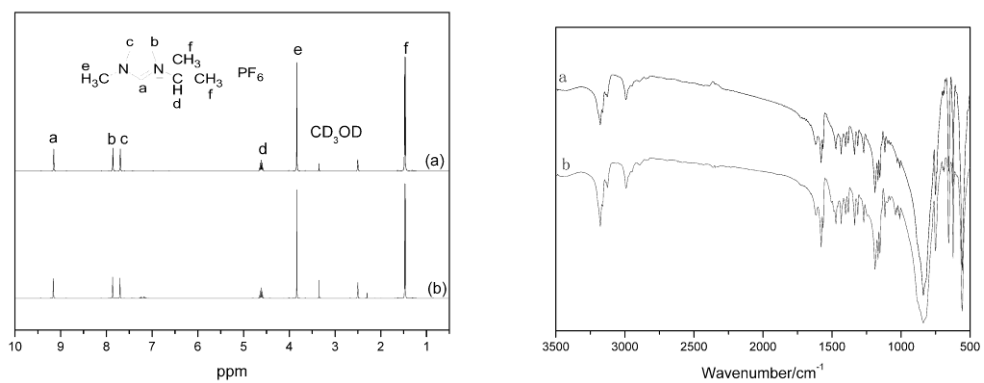 c b
f
CH₃
e
H₃C N N C CH₃ PF₆
a H f
d
e f
CD₃OD
a b c d
(a)
(b)
10 9 8 7 6 5 4 3 2 1
ppm
a
b
3500 3000 2500 2000 1500 1000 500
Wavenumber/cm⁻¹